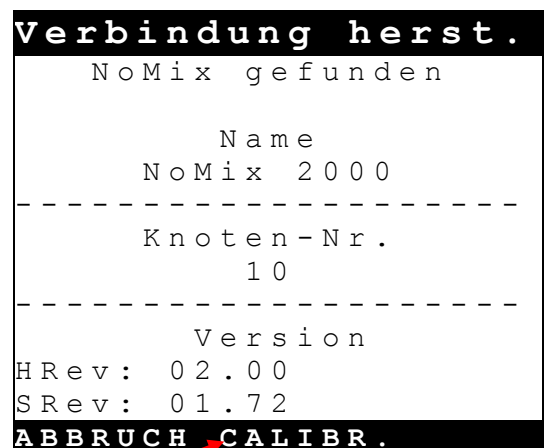 Verbindung herst.
NoMix gefunden
Name
NoMix 2000
--------------------
Knoten-Nr.
10
--------------------
Version
HRev: 02.00
SRev: 01.72
ABBRUCH CALIBR.